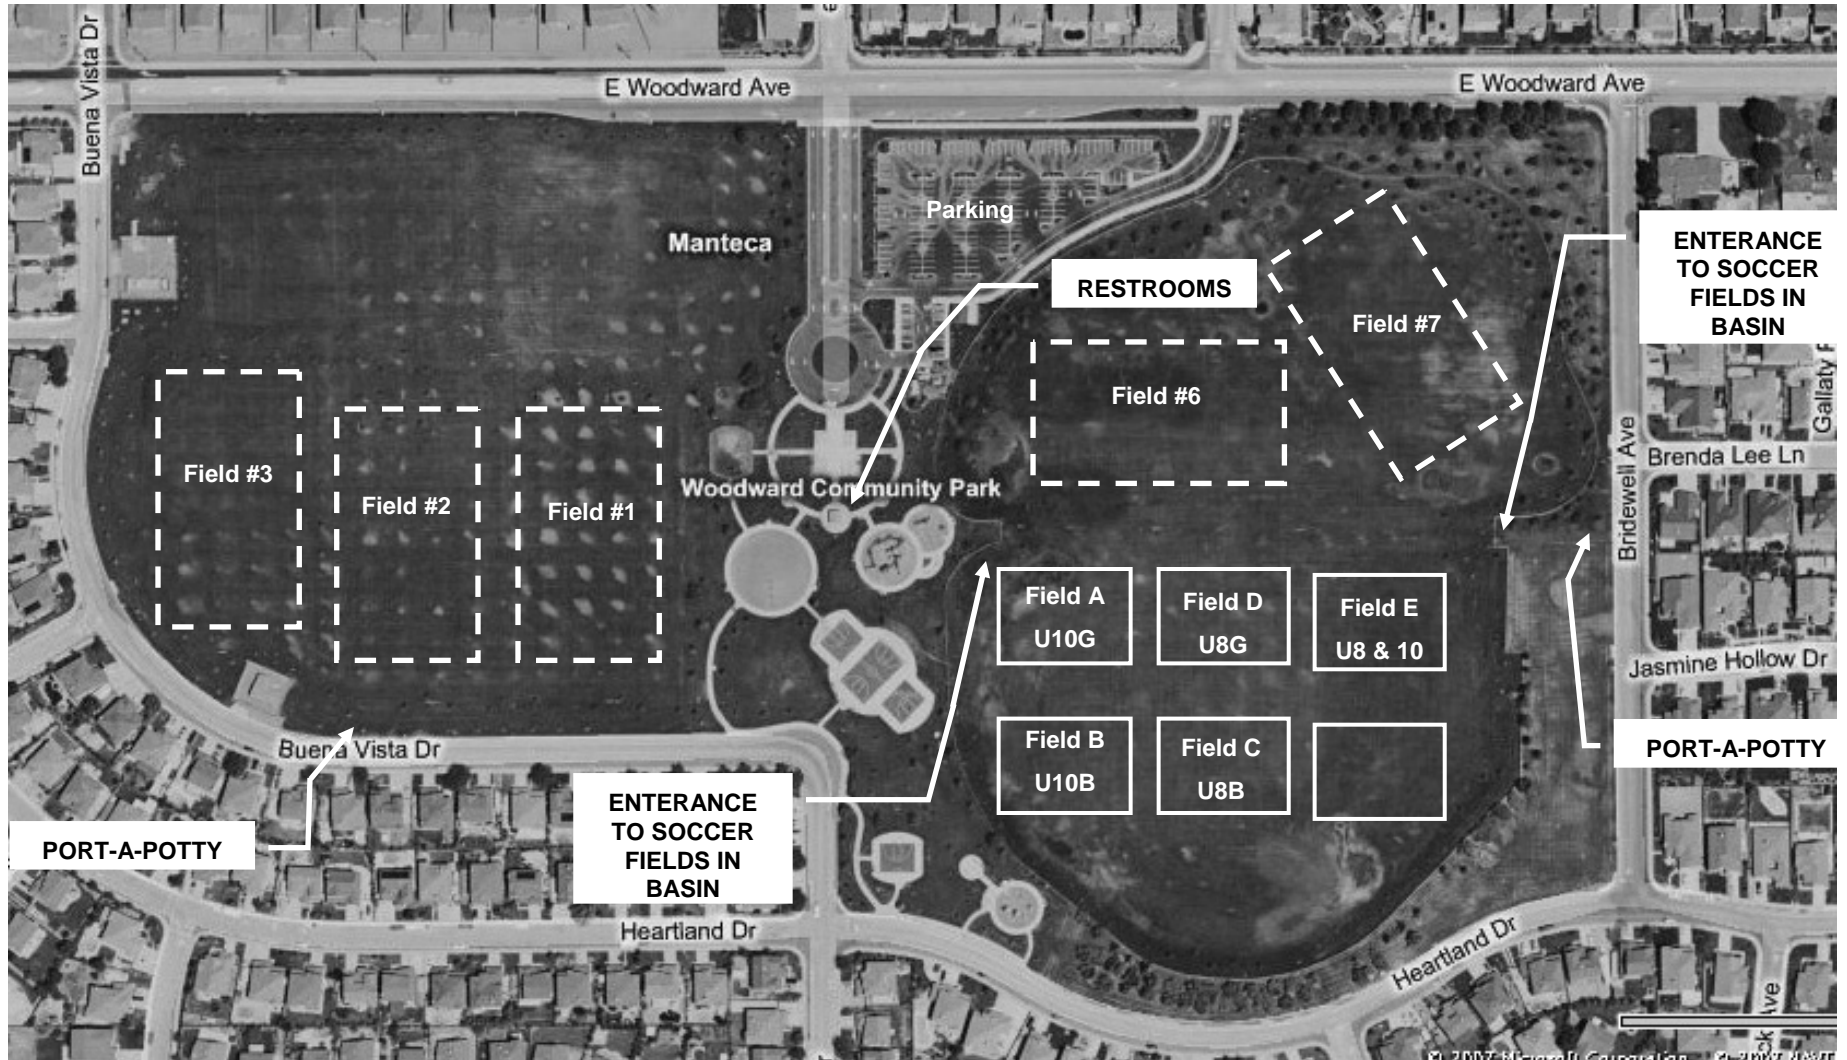 Buena Vista Dr
E Woodward Ave
E Woodward Ave
Parking
Manteca
ENTERANCE
TO SOCCER
FIELDS IN
BASIN
RESTROOMS
Field #7
Field #6
Gallaty
Field #3
Field #2
Field #1
Woodward Community Park
Bridewell Ave
Brenda Lee Ln
Field A
U10G
Field D
U8G
Field E
U8 & 10
Jasmine Hollow Dr
Field B
U10B
Field C
U8B
PORT-A-POTTY
Buena Vista Dr
ENTERANCE
TO SOCCER
FIELDS IN
BASIN
PORT-A-POTTY
Heartland Dr
Heartland Dr
Ave